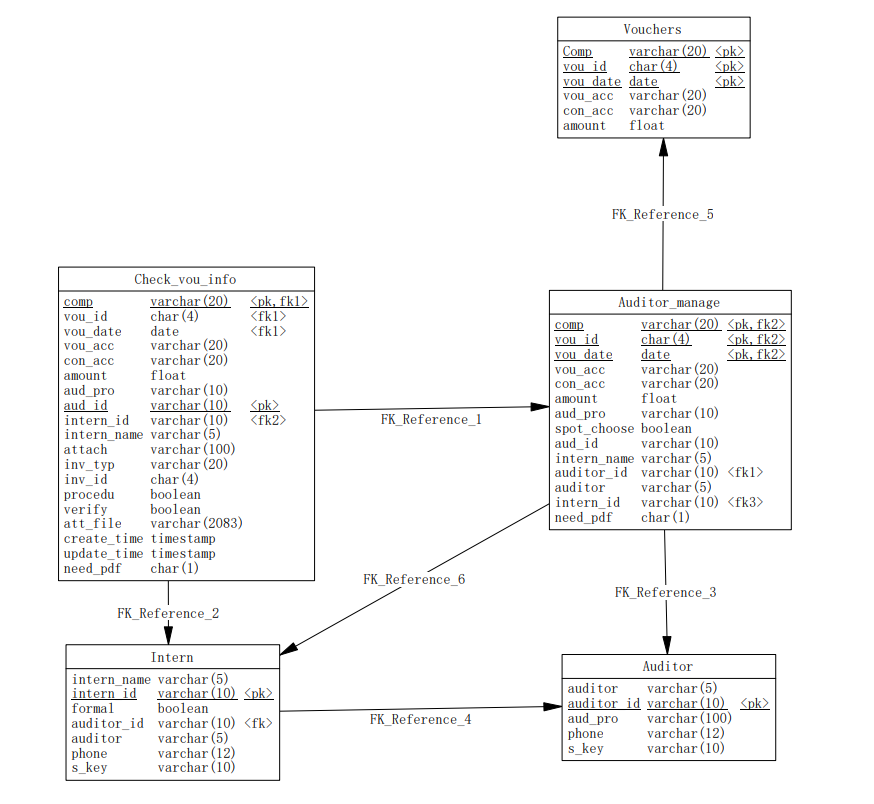 Vouchers
Comp varchar(20) <pk>
vou_id char(4) <pk>
vou_date date <pk>
vou_acc varchar(20)
con_acc varchar(20)
amount float
FK_Reference_5
Check_vou_info
comp varchar(20) <pk,fk1>
vou_id char(4) <fk1>
vou_date date <fk1>
vou_acc varchar(20)
con_acc varchar(20)
amount float
aud_pro varchar(10)
aud_id varchar(10) <pk>
intern_id varchar(10) <fk2>
intern_name varchar(5)
attach varchar(100)
inv_typ varchar(20)
inv_id char(4)
procedu boolean
verify boolean
att_file varchar(2083)
create_time timestamp
update_time timestamp
need_pdf char(1)
FK_Reference_1
Auditor_manage
comp varchar(20) <pk,fk2>
vou_id char(4) <pk,fk2>
vou_date date <pk,fk2>
vou_acc varchar(20)
con_acc varchar(20)
amount float
aud_pro varchar(10)
spot_choose boolean
aud_id varchar(10)
intern_name varchar(5)
auditor_id varchar(10) <fk1>
auditor varchar(5)
intern_id varchar(10) <fk3>
need_pdf char(1)
FK_Reference_2
FK_Reference_6
FK_Reference_3
Intern
intern_name varchar(5)
intern_id varchar(10) <pk>
formal boolean
auditor_id varchar(10) <fk>
auditor varchar(5)
phone varchar(12)
s_key varchar(10)
FK_Reference_4
Auditor
auditor varchar(5)
auditor_id varchar(10) <pk>
aud_pro varchar(100)
phone varchar(12)
s_key varchar(10)